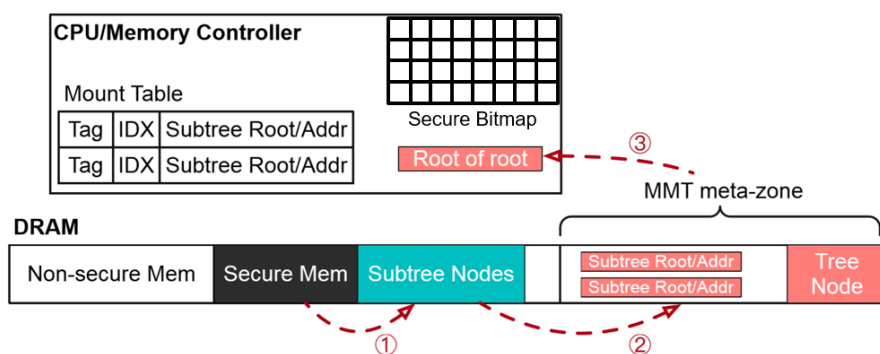 CPU/Memory Controller
Mount Table
Tag IDX Subtree Root/Addr
Tag IDX Subtree Root/Addr
Secure Bitmap
Root of root
③
MMT meta-zone
DRAM
Non-secure Mem
Secure Mem
Subtree Nodes
Subtree Root/Addr
Subtree Root/Addr
Tree
Node
①
②